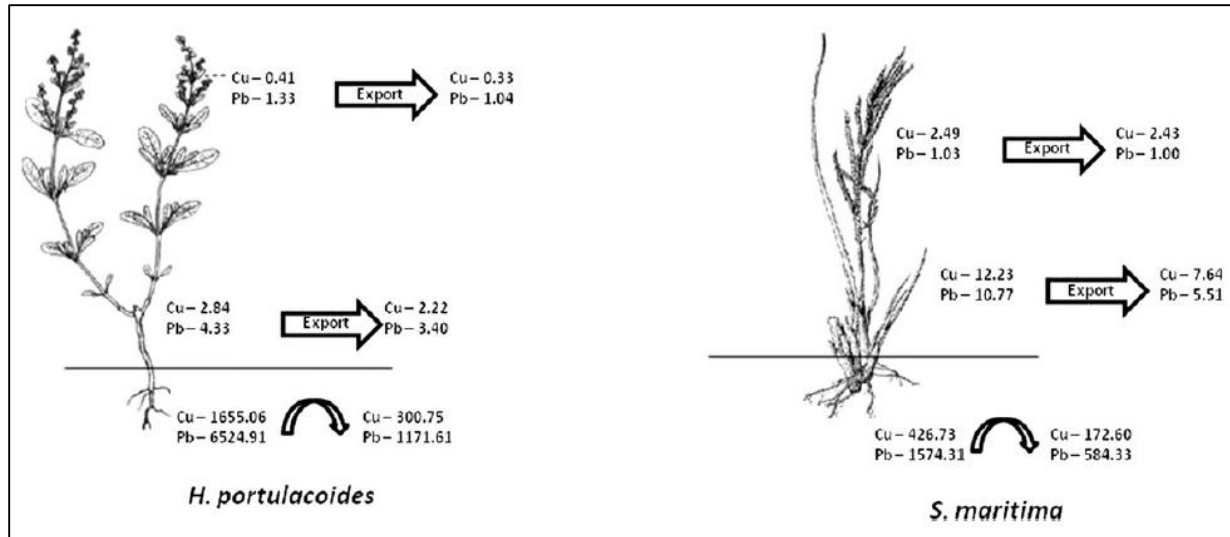 Cu – 0.41
Pb – 1.33
Export
Cu – 0.33
Pb – 1.04
Cu – 2.84
Pb – 4.33
Export
Cu – 2.22
Pb – 3.40
Cu – 1655.06
Pb – 6524.91
Cu – 300.75
Pb – 1171.61
H. portulacoides
Cu – 2.49
Pb – 1.03
Export
Cu – 2.43
Pb – 1.00
Cu – 12.23
Pb – 10.77
Export
Cu – 7.64
Pb – 5.51
Cu – 426.73
Pb – 1574.31
Cu – 172.60
Pb – 584.33
S. maritima